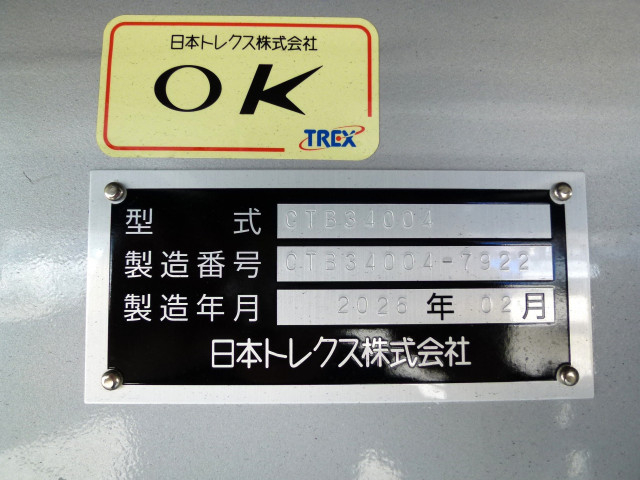 日本トレクス株式会社
OK
TREX
型式 CTB34004
製造番号 CTB34004-7922
製造年月 2026年02月
日本トレクス株式会社